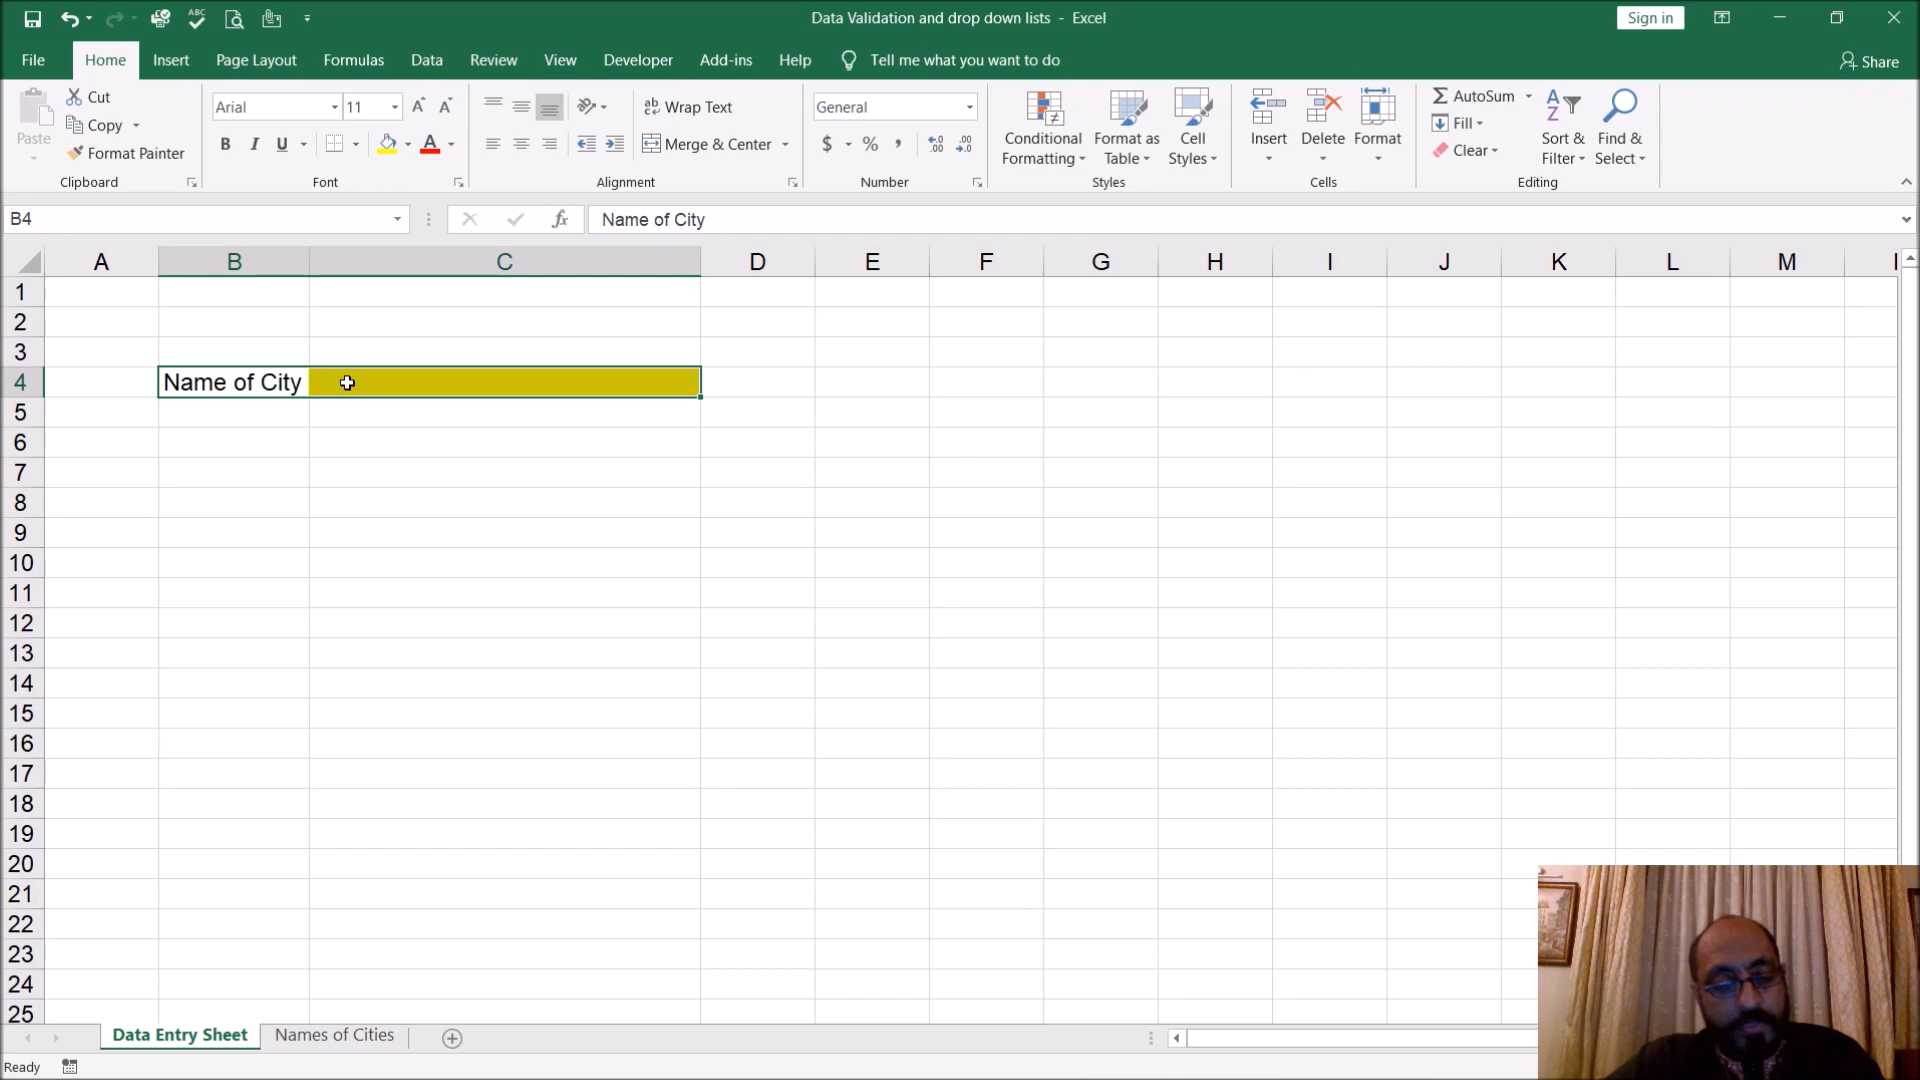 ABC
Data Validation and drop down lists - Excel
Sign in
File Home Insert Page Layout Formulas Data Review View Developer Add-ins Help Tell me what you want to do Share
Paste
Cut
Copy
Format Painter
Clipboard
Arial 11
B I U
Font
Wrap Text
Merge & Center
Alignment
General
$ % ,
Number
Conditional Formatting
Format as Table
Cell Styles
Styles
Insert Delete Format
Cells
AutoSum
Fill
Clear
Sort & Filter
Find & Select
Editing
B4 fx Name of City
A B C D E F G H I J K L M
1
2
3
4 Name of City
5
6
7
8
9
10
11
12
13
14
15
16
17
18
19
20
21
22
23
24
25
Data Entry Sheet Names of Cities
Ready